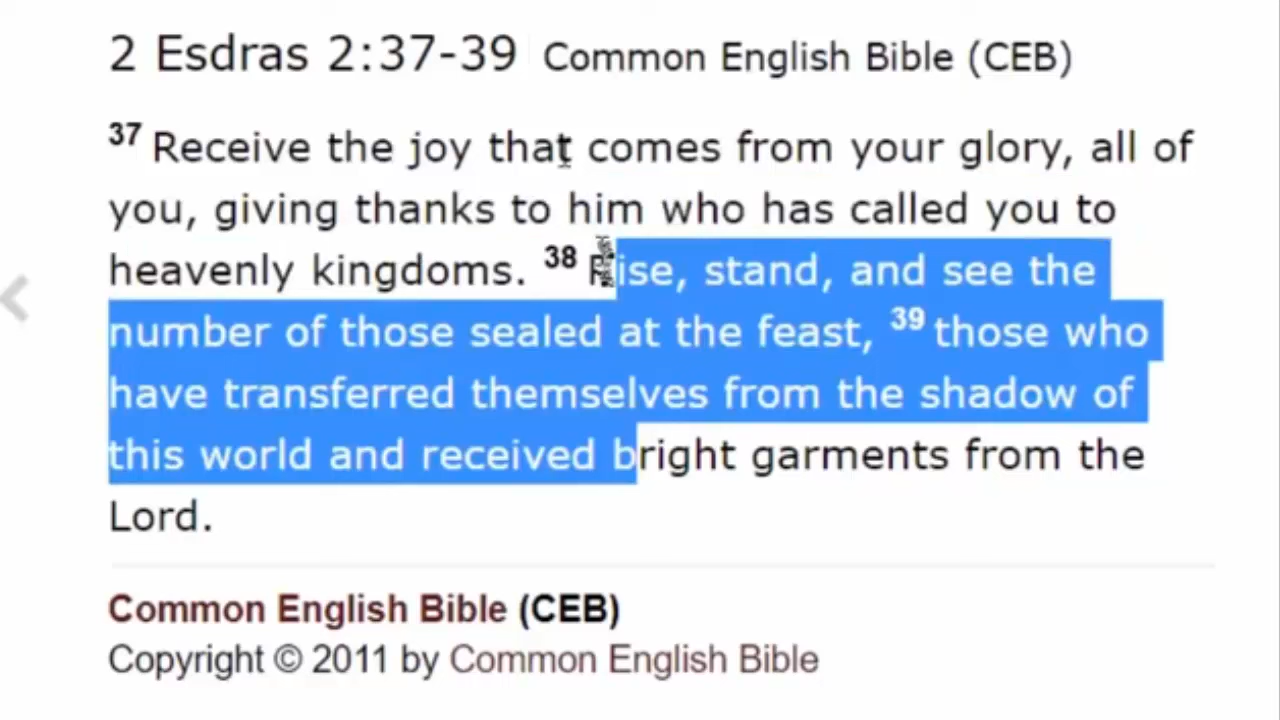 2 Esdras 2:37-39 Common English Bible (CEB)
37 Receive the joy that comes from your glory, all of
you, giving thanks to him who has called you to
heavenly kingdoms. 38 Rise, stand, and see the
number of those sealed at the feast, 39 those who
have transferred themselves from the shadow of
this world and received bright garments from the
Lord.
Common English Bible (CEB)
Copyright © 2011 by Common English Bible